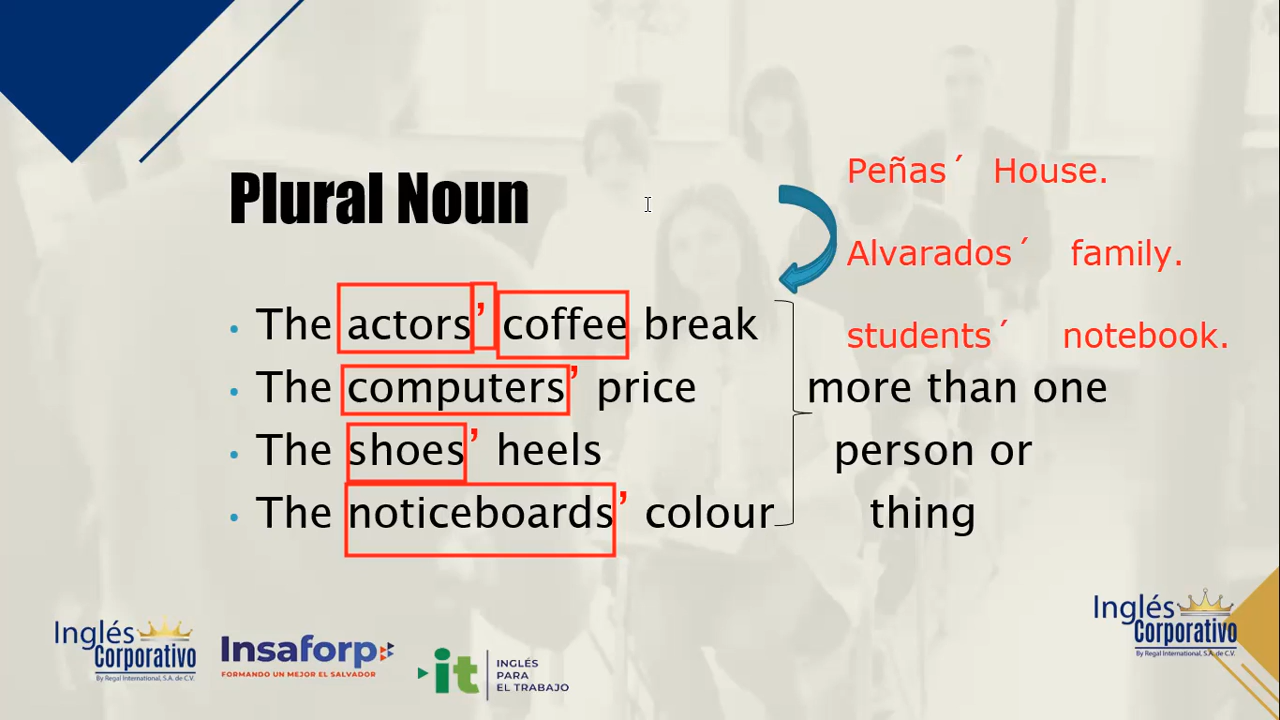 Plural Noun
Peñas´ House.
Alvarados´ family.
students´ notebook.
• The actors’ coffee break
• The computers’ price
• The shoes’ heels
• The noticeboards’ colour
more than one
person or
thing
Inglés
Corporativo
By Regal International, S.A. de C.V.
Insaforp
FORMANDO UN MEJOR EL SALVADOR
it
INGLÉS
PARA
EL TRABAJO
Inglés
Corporativo
By Regal International, S.A. de C.V.